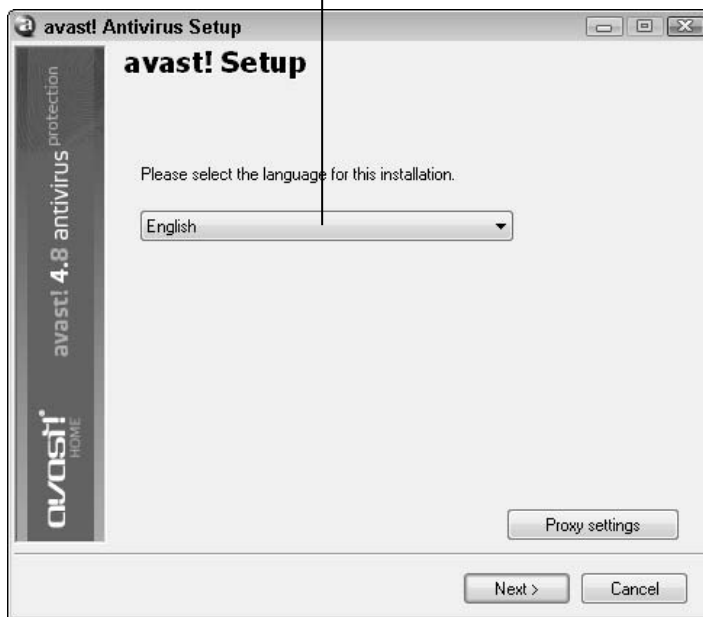 avast! Antivirus Setup
avast! Setup
avast! 4.8 antivirus protection
avast!
HOME
Please select the language for this installation.
English
Proxy settings
Next >
Cancel